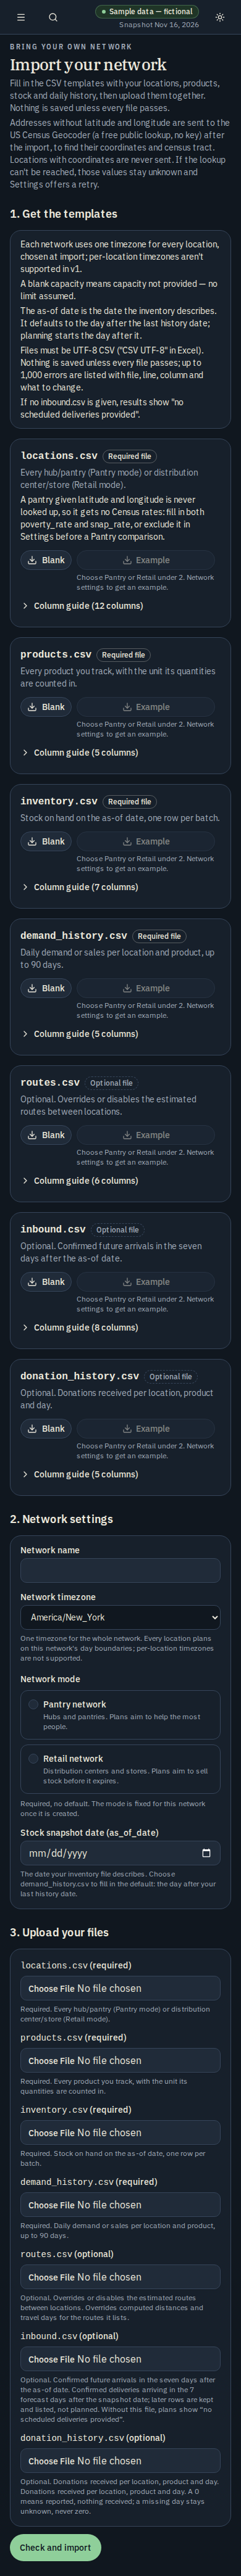 Sample data — fictional
Snapshot Nov 16, 2026
BRING YOUR OWN NETWORK
Import your network
Fill in the CSV templates with your locations, products,
stock and daily history, then upload them together.
Nothing is saved unless every file passes.
Addresses without latitude and longitude are sent to the
US Census Geocoder (a free public lookup, no key) after
the import, to find their coordinates and census tract.
Locations with coordinates are never sent. If the lookup
can't be reached, those values stay unknown and
Settings offers a retry.
1. Get the templates
Each network uses one timezone for every location,
chosen at import; per-location timezones aren't
supported in v1.
A blank capacity means capacity not provided — no
limit assumed.
The as-of date is the date the inventory describes.
It defaults to the day after the last history date;
planning starts the day after it.
Files must be UTF-8 CSV ("CSV UTF-8" in Excel).
Nothing is saved unless every file passes; up to
1,000 errors are listed with file, line, column and
what to change.
If no inbound.csv is given, results show "no
scheduled deliveries provided".
locations.csv Required file
Every hub/pantry (Pantry mode) or distribution
center/store (Retail mode).
A pantry given latitude and longitude is never
looked up, so it gets no Census rates: fill in both
poverty_rate and snap_rate, or exclude it in
Settings before a Pantry comparison.
Blank Example
Choose Pantry or Retail under 2. Network
settings to get an example.
Column guide (12 columns)
products.csv Required file
Every product you track, with the unit its quantities
are counted in.
Blank Example
Choose Pantry or Retail under 2. Network
settings to get an example.
Column guide (5 columns)
inventory.csv Required file
Stock on hand on the as-of date, one row per batch.
Blank Example
Choose Pantry or Retail under 2. Network
settings to get an example.
Column guide (7 columns)
demand_history.csv Required file
Daily demand or sales per location and product, up
to 90 days.
Blank Example
Choose Pantry or Retail under 2. Network
settings to get an example.
Column guide (5 columns)
routes.csv Optional file
Optional. Overrides or disables the estimated
routes between locations.
Blank Example
Choose Pantry or Retail under 2. Network
settings to get an example.
Column guide (6 columns)
inbound.csv Optional file
Optional. Confirmed future arrivals in the seven
days after the as-of date.
Blank Example
Choose Pantry or Retail under 2. Network
settings to get an example.
Column guide (8 columns)
donation_history.csv Optional file
Optional. Donations received per location, product
and day.
Blank Example
Choose Pantry or Retail under 2. Network
settings to get an example.
Column guide (5 columns)
2. Network settings
Network name
Network timezone
America/New_York
One timezone for the whole network. Every location plans
on this network's day boundaries; per-location timezones
are not supported.
Network mode
Pantry network
Hubs and pantries. Plans aim to help the most
people.
Retail network
Distribution centers and stores. Plans aim to sell
stock before it expires.
Required, no default. The mode is fixed for this network
once it is created.
Stock snapshot date (as_of_date)
mm/dd/yyyy
The date your inventory file describes. Choose
demand_history.csv to fill in the default: the day after your
last history date.
3. Upload your files
locations.csv (required)
Choose File No file chosen
Required. Every hub/pantry (Pantry mode) or distribution
center/store (Retail mode).
products.csv (required)
Choose File No file chosen
Required. Every product you track, with the unit its
quantities are counted in.
inventory.csv (required)
Choose File No file chosen
Required. Stock on hand on the as-of date, one row per
batch.
demand_history.csv (required)
Choose File No file chosen
Required. Daily demand or sales per location and product,
up to 90 days.
routes.csv (optional)
Choose File No file chosen
Optional. Overrides or disables the estimated routes
between locations. Overrides computed distances and
travel days for the routes it lists.
inbound.csv (optional)
Choose File No file chosen
Optional. Confirmed future arrivals in the seven days after
the as-of date. Confirmed deliveries arriving in the 7
forecast days after the snapshot date; later rows are kept
and listed, not planned. Without this file, plans show "no
scheduled deliveries provided".
donation_history.csv (optional)
Choose File No file chosen
Optional. Donations received per location, product and day.
Donations received per location, product and day. A 0
means reported, nothing received; a missing day stays
unknown, never zero.
Check and import